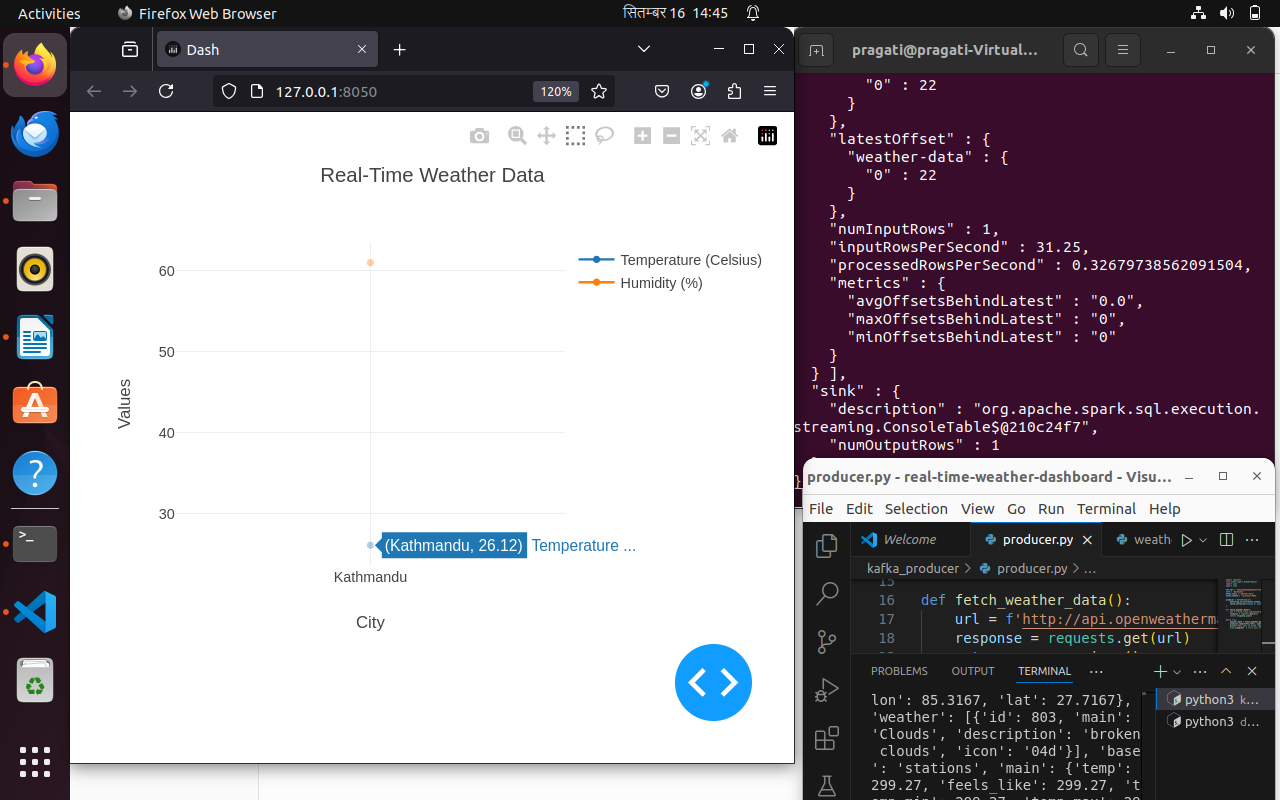 Activities
Firefox Web Browser
सितम्बर 16 14:45
Dash
127.0.0.1:8050
120%
Real-Time Weather Data
Temperature (Celsius)
Humidity (%)
60
50
40
30
Values
(Kathmandu, 26.12) Temperature ...
Kathmandu
City
pragati@pragati-Virtual...
"0" : 22
}
},
"latestOffset" : {
"weather-data" : {
"0" : 22
}
},
"numInputRows" : 1,
"inputRowsPerSecond" : 31.25,
"processedRowsPerSecond" : 0.32679738562091504,
"metrics" : {
"avgOffsetsBehindLatest" : "0.0",
"maxOffsetsBehindLatest" : "0",
"minOffsetsBehindLatest" : "0"
}
} ],
"sink" : {
"description" : "org.apache.spark.sql.execution.
streaming.ConsoleTable$@210c24f7",
"numOutputRows" : 1
}
producer.py - real-time-weather-dashboard - Visu...
File Edit Selection View Go Run Terminal Help
Welcome
producer.py
weath
kafka_producer > producer.py > ...
15
16 def fetch_weather_data():
17 url = f'http://api.openweatherma
18 response = requests.get(url)
PROBLEMS OUTPUT TERMINAL ...
lon': 85.3167, 'lat': 27.7167},
'weather': [{'id': 803, 'main':
'Clouds', 'description': 'broken
clouds', 'icon': '04d'}], 'base
': 'stations', 'main': {'temp':
299.27, 'feels_like': 299.27, 't
python3 k...
python3 d...